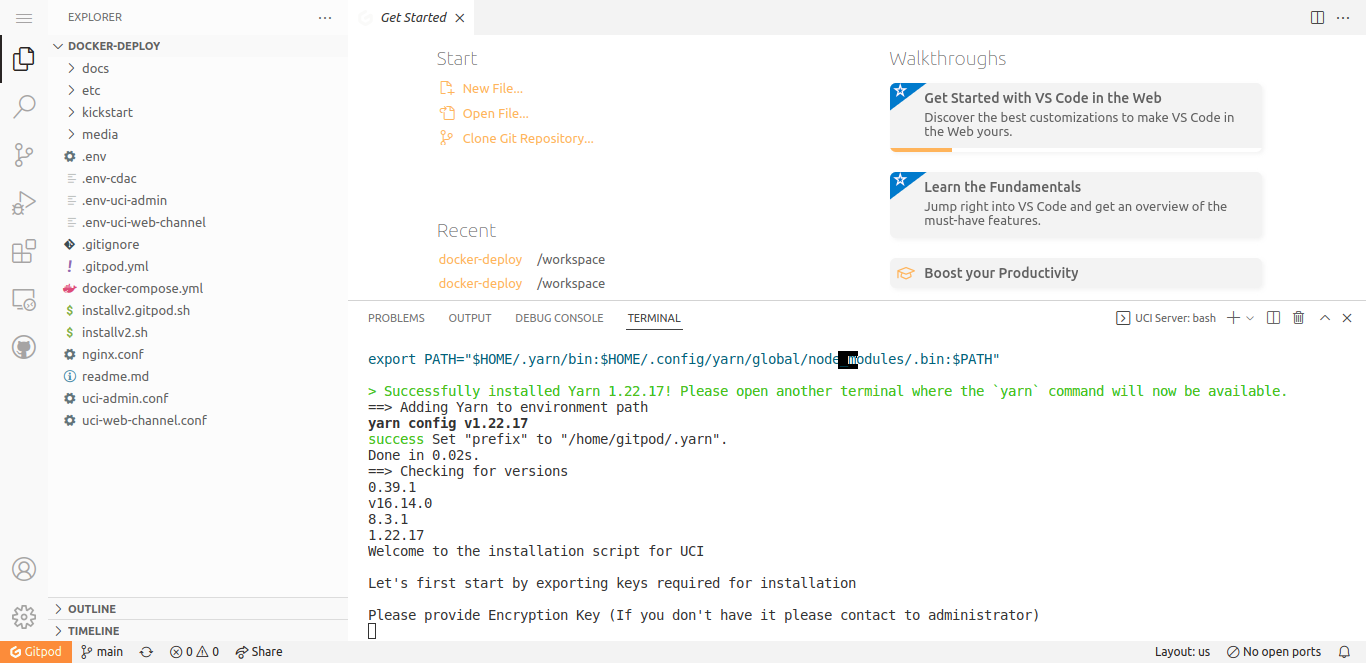 EXPLORER
DOCKER-DEPLOY
docs
etc
kickstart
media
.env
.env-cdac
.env-uci-admin
.env-uci-web-channel
.gitignore
.gitpod.yml
docker-compose.yml
installv2.gitpod.sh
installv2.sh
nginx.conf
readme.md
uci-admin.conf
uci-web-channel.conf
OUTLINE
TIMELINE
Get Started
Start
New File...
Open File...
Clone Git Repository...
Recent
docker-deploy /workspace
docker-deploy /workspace
Walkthroughs
Get Started with VS Code in the Web
Discover the best customizations to make VS Code in
the Web yours.
Learn the Fundamentals
Jump right into VS Code and get an overview of the
must-have features.
Boost your Productivity
PROBLEMS OUTPUT DEBUG CONSOLE TERMINAL
UCI Server: bash
export PATH="$HOME/.yarn/bin:$HOME/.config/yarn/global/node_modules/.bin:$PATH"
> Successfully installed Yarn 1.22.17! Please open another terminal where the `yarn` command will now be available.
==> Adding Yarn to environment path
yarn config v1.22.17
success Set "prefix" to "/home/gitpod/.yarn".
Done in 0.02s.
==> Checking for versions
0.39.1
v16.14.0
8.3.1
1.22.17
Welcome to the installation script for UCI
Let's first start by exporting keys required for installation
Please provide Encryption Key (If you don't have it please contact to administrator)
Gitpod main 0 0 Share Layout: us No open ports